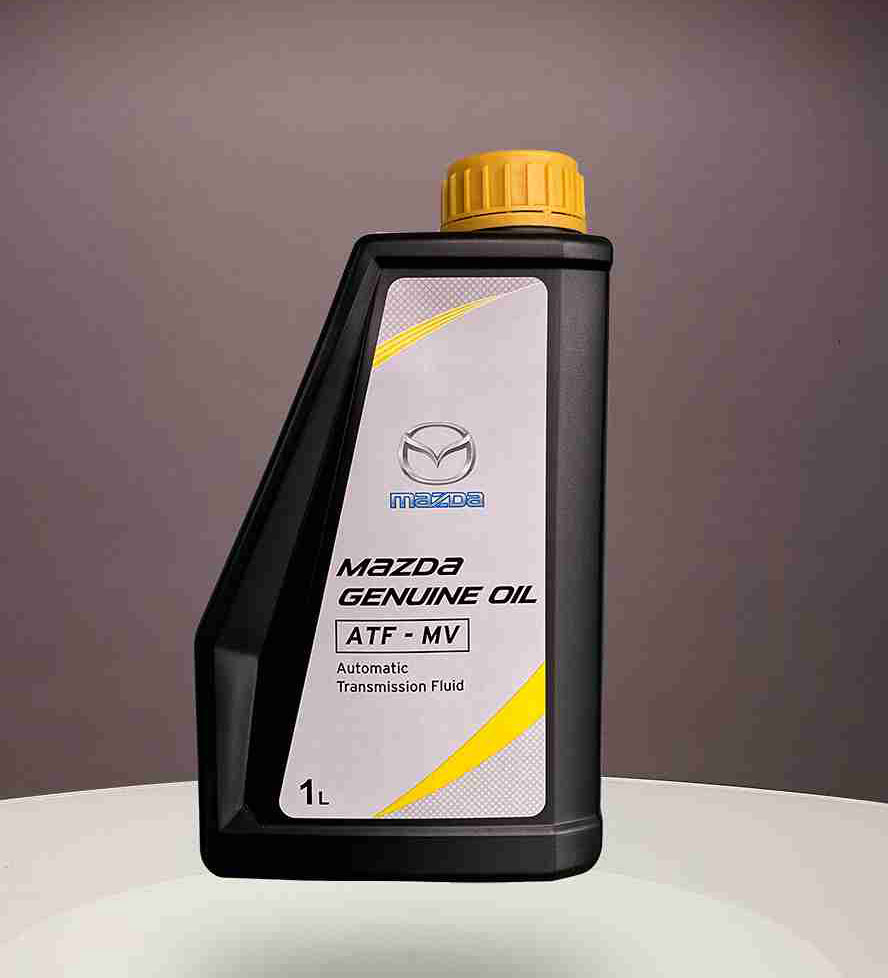 mazda
mazda
GENUINE OIL
ATF - MV
Automatic
Transmission Fluid
1L